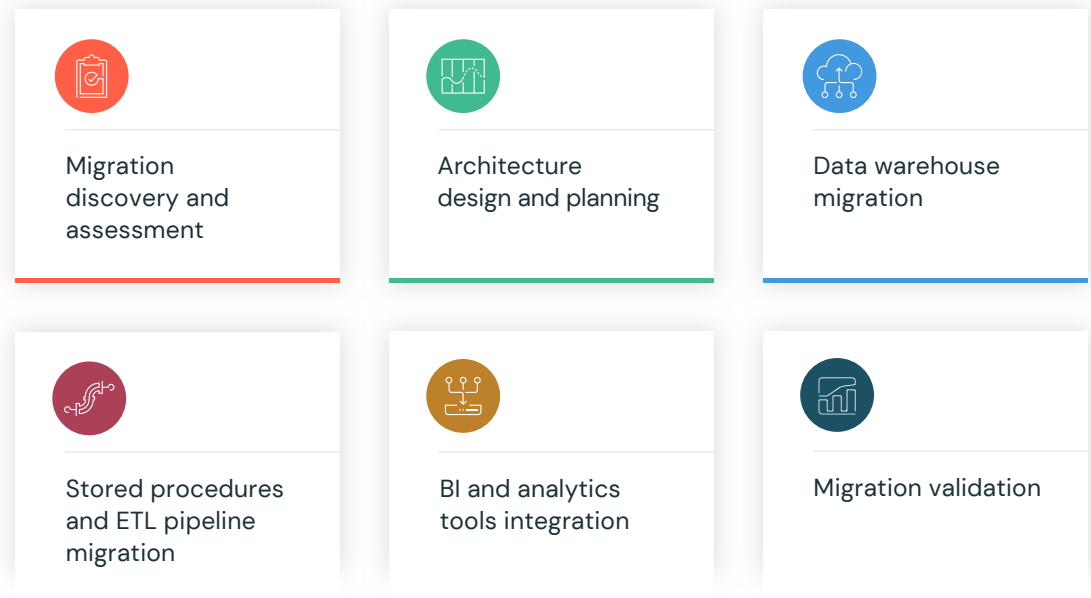 Migration
discovery and
assessment
Architecture
design and planning
Data warehouse
migration
Stored procedures
and ETL pipeline
migration
BI and analytics
tools integration
Migration validation